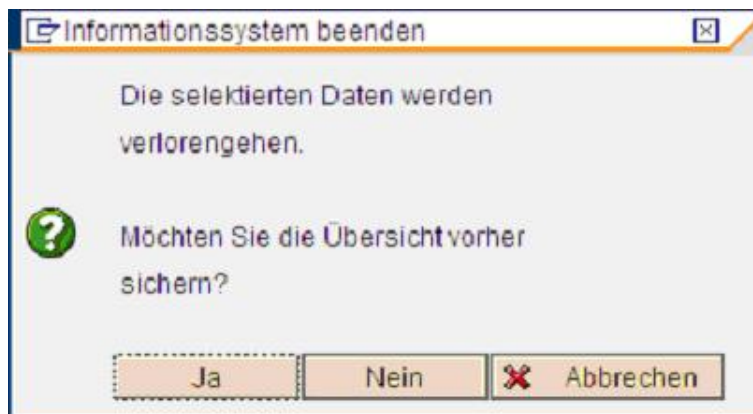 Informationssystem beenden
Die selektierten Daten werden
verlorengehen.
Möchten Sie die Übersicht vorher
sichern?
Ja Nein Abbrechen